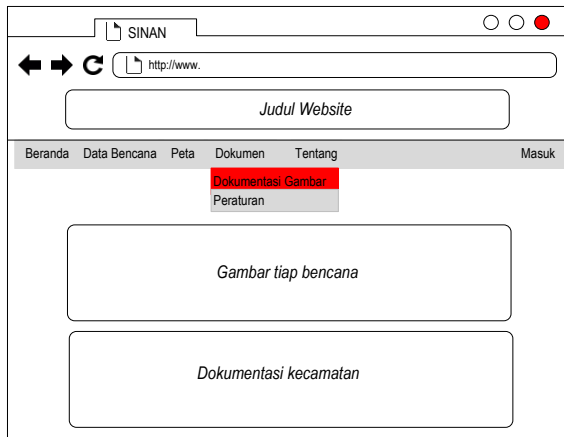 SINAN
http://www.
Judul Website
Beranda Data Bencana Peta Dokumen Tentang Masuk
Dokumentasi Gambar
Peraturan
Gambar tiap bencana
Dokumentasi kecamatan